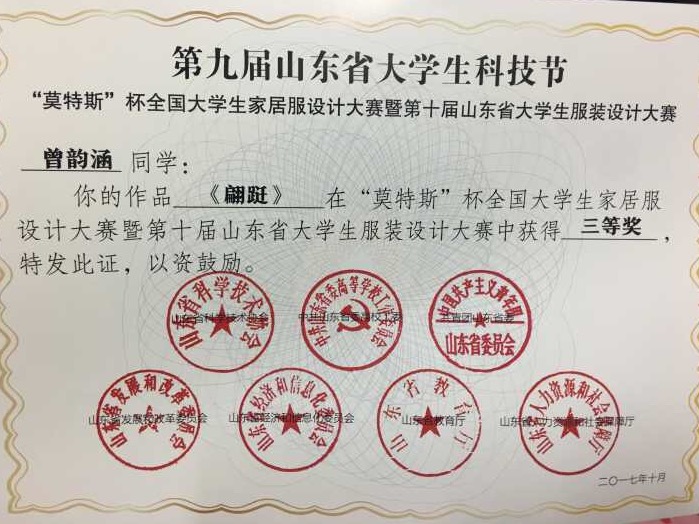 第九届山东省大学生科技节
“莫特斯”杯全国大学生家居服设计大赛暨第十届山东省大学生服装设计大赛
曾韵涵 同学：
你的作品 《翩跹》 在“莫特斯”杯全国大学生家居服
设计大赛暨第十届山东省大学生服装设计大赛中获得 三等奖 ，
特发此证，以资鼓励。
山东省科学技术协会 中共山东省委高校工委 共青团山东省委
山东省科学技术协会
中共山东省委高等学校工作委员会
中国共产主义青年团
山东省委员会
山东省发展和改革委员会 山东省经济和信息化委员会 山东省教育厅 山东省人力资源和社会保障厅
山东省发展和改革委员会
山东省经济和信息化委员会
山东省教育厅
山东省人力资源和社会保障厅
二〇一七年十月